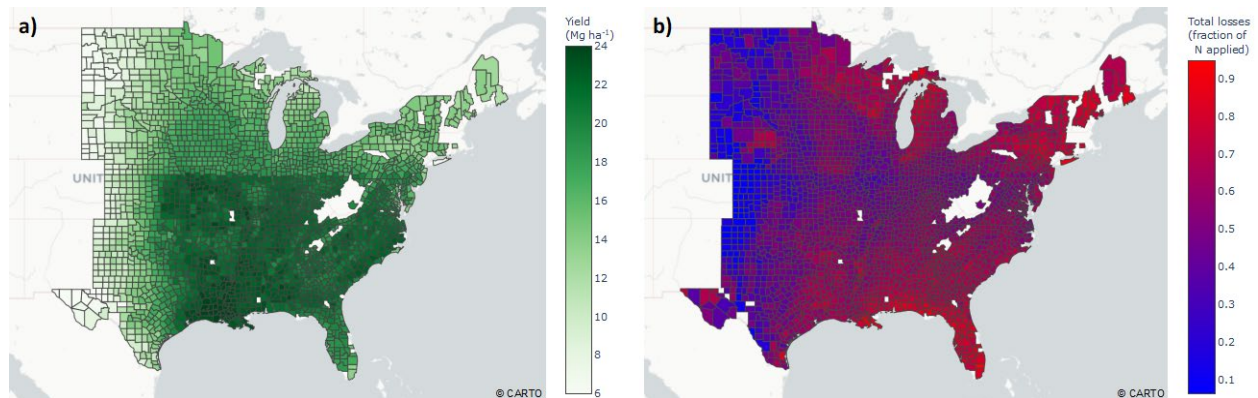 a)
UNIT
Yield
(Mg ha⁻¹)
24
22
20
18
16
14
12
10
8
6
© CARTO
b)
UNIT
Total losses
(fraction of
N applied)
0.9
0.8
0.7
0.6
0.5
0.4
0.3
0.2
0.1
© CARTO